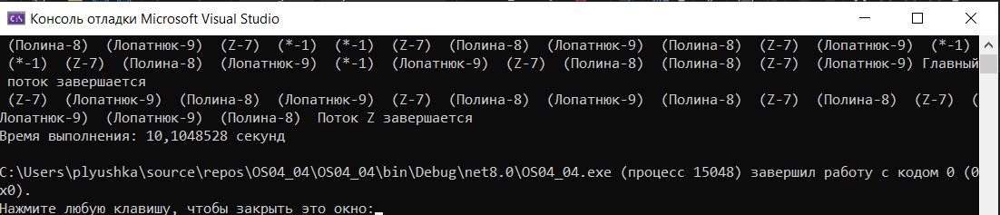 Консоль отладки Microsoft Visual Studio
(Полина-8) (Лопатнюк-9) (Z-7) (*-1) (*-1) (Z-7) (Полина-8) (Лопатнюк-9) (Полина-8) (Z-7) (Лопатнюк-9) (*-1)
(*-1) (Z-7) (Полина-8) (Лопатнюк-9) (*-1) (Лопатнюк-9) (Z-7) (Полина-8) (Полина-8) (Z-7) (Лопатнюк-9) Главный
поток завершается
(Z-7) (Лопатнюк-9) (Полина-8) (Лопатнюк-9) (Полина-8) (Z-7) (Полина-8) (Z-7) (Полина-8) (Z-7) (
Лопатнюк-9) (Лопатнюк-9) (Полина-8) Поток Z завершается
Время выполнения: 10,1048528 секунд
C:\Users\plyushka\source\repos\OS04_04\OS04_04\bin\Debug\net8.0\OS04_04.exe (процесс 15048) завершил работу с кодом 0 (0
x0).
Нажмите любую клавишу, чтобы закрыть это окно: